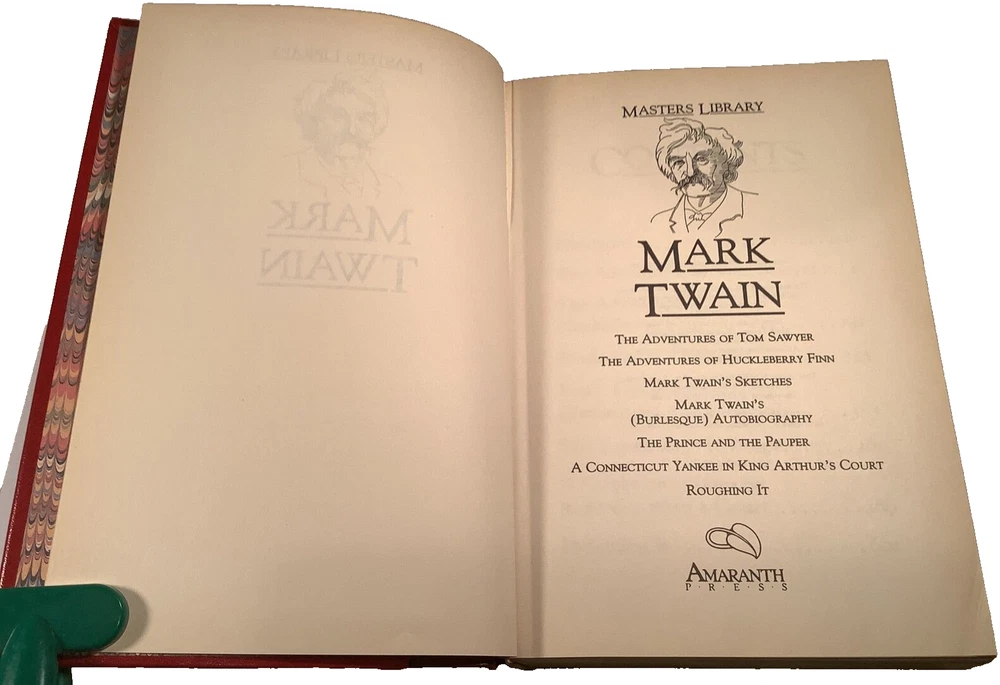 MASTERS LIBRARY
MARK
TWAIN
THE ADVENTURES OF TOM SAWYER
THE ADVENTURES OF HUCKLEBERRY FINN
MARK TWAIN'S SKETCHES
MARK TWAIN'S
(BURLESQUE) AUTOBIOGRAPHY
THE PRINCE AND THE PAUPER
A CONNECTICUT YANKEE IN KING ARTHUR'S COURT
ROUGHING IT
AMARANTH
P·R·E·S·S